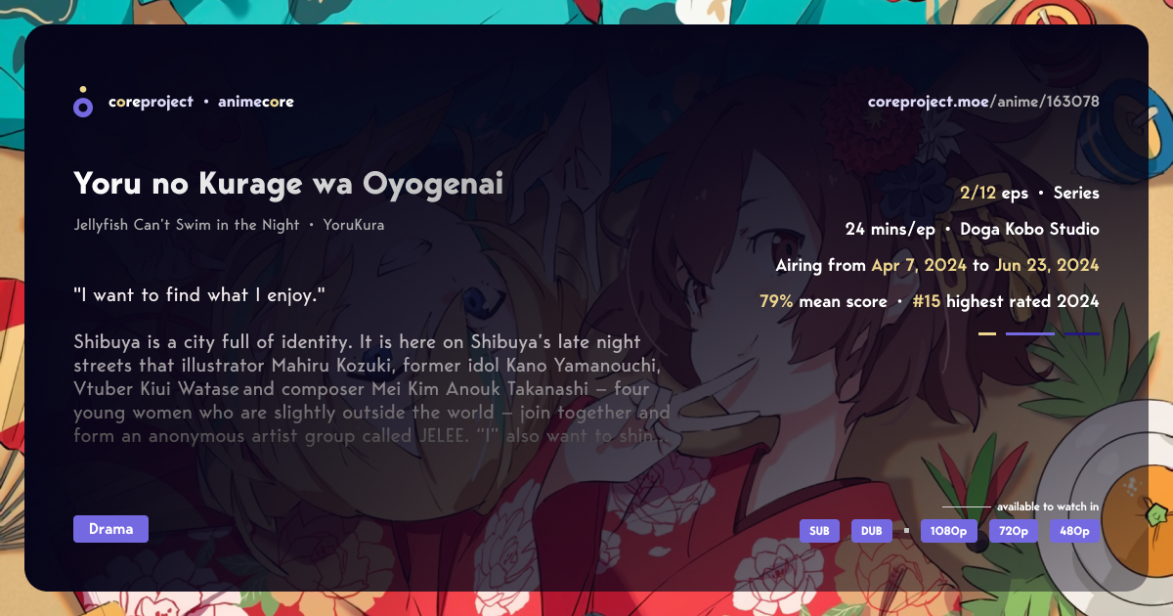 coreproject • animecore
coreproject.moe/anime/163078
Yoru no Kurage wa Oyogenai
Jellyfish Can't Swim in the Night • YoruKura
2/12 eps • Series
24 mins/ep • Doga Kobo Studio
Airing from Apr 7, 2024 to Jun 23, 2024
79% mean score • #15 highest rated 2024
"I want to find what I enjoy."
Shibuya is a city full of identity. It is here on Shibuya's late night
streets that illustrator Mahiru Kozuki, former idol Kano Yamanouchi,
Vtuber Kiui Watase and composer Mei Kim Anouk Takanashi – four
young women who are slightly outside the world – join together and
form an anonymous artist group called JELEE. “I” also want to shin...
Drama
available to watch in
SUB DUB 1080p 720p 480p